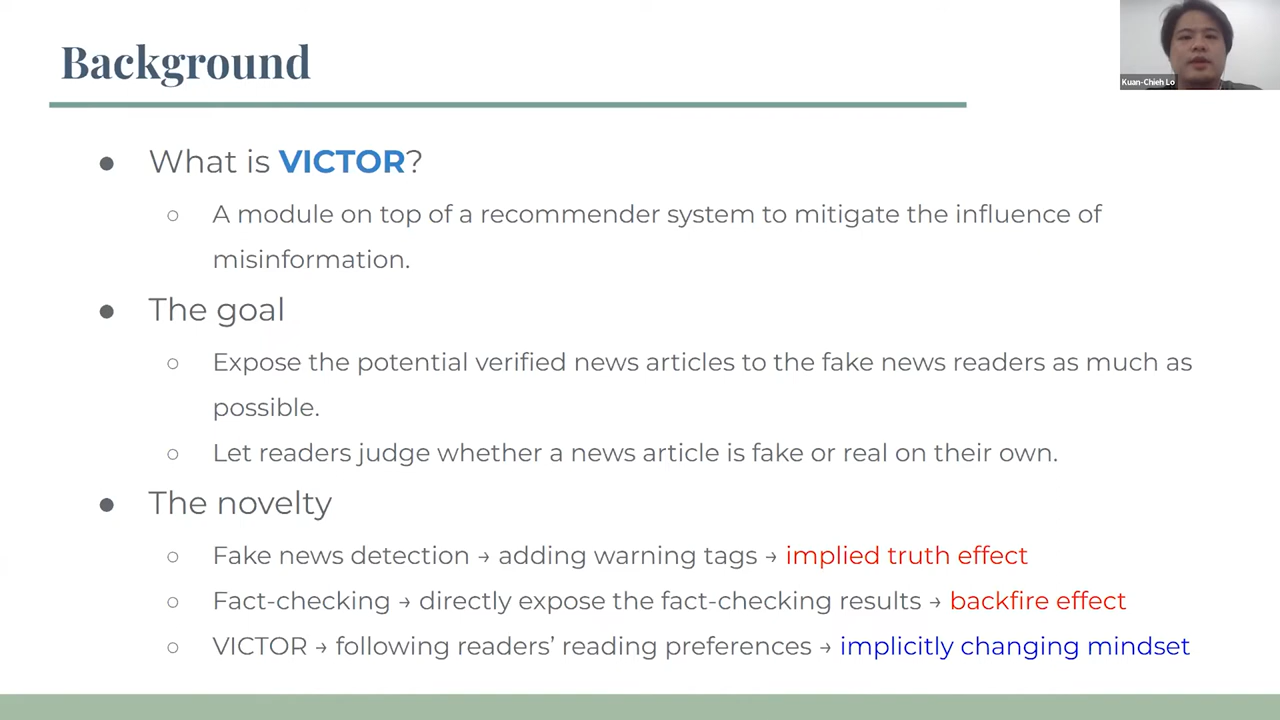 Background
Kuan-Chieh Lo
● What is VICTOR?
○ A module on top of a recommender system to mitigate the influence of
misinformation.
● The goal
○ Expose the potential verified news articles to the fake news readers as much as
possible.
○ Let readers judge whether a news article is fake or real on their own.
● The novelty
○ Fake news detection → adding warning tags → implied truth effect
○ Fact-checking → directly expose the fact-checking results → backfire effect
○ VICTOR → following readers’ reading preferences → implicitly changing mindset